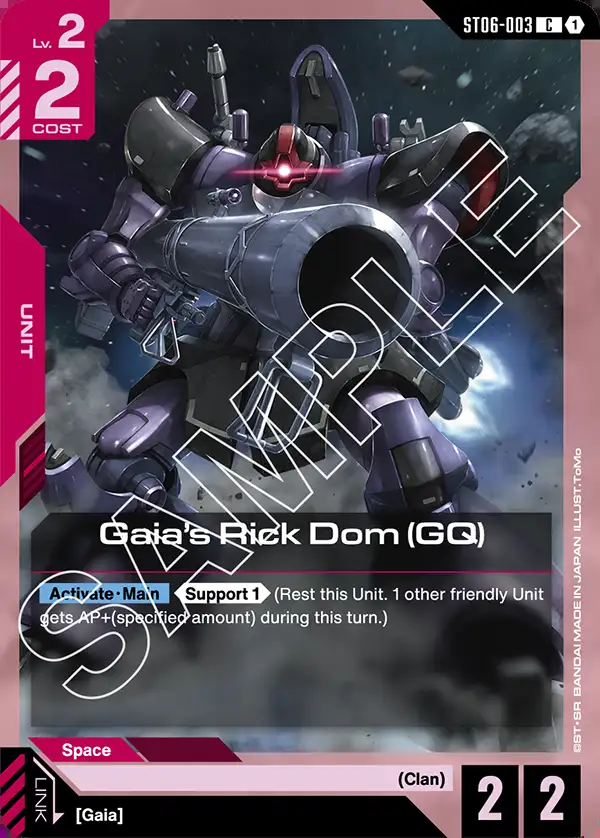 Lv. 2
2
COST
ST06-003 C 1
UNIT
SAMPLE
Gaia's Rick Dom (GQ)
Activate･Main Support 1 (Rest this Unit. 1 other friendly Unit
gets AP+(specified amount) during this turn.)
©ST･SR BANDAI MADE IN JAPAN ILLUST:ToMo
Space
(Clan)
LINK
[Gaia]
2 2